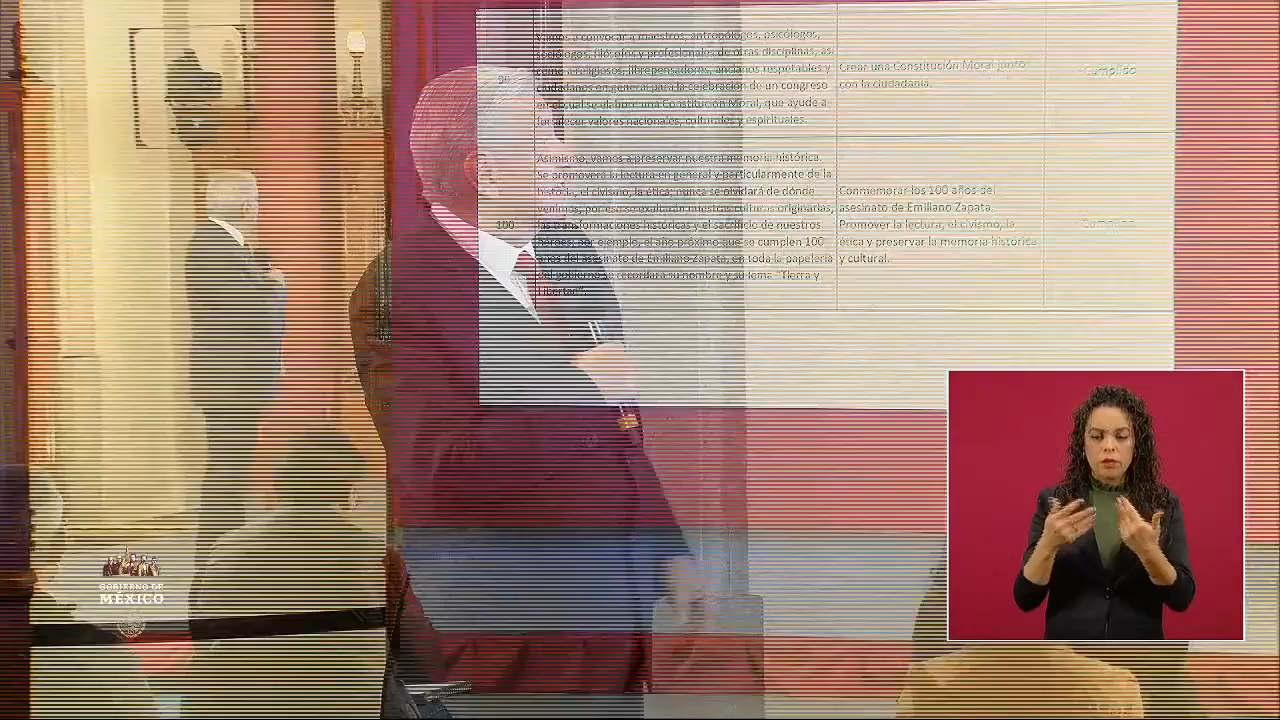 99
Vamos a convocar a maestros, antropólogos, psicólogos,
filósofos y profesionales de otras disciplinas, así
como a religiosos, librepensadores, ancianos respetables y
ciudadanos en general para la celebración de un congreso
en el cual se elabore una Constitución Moral, que ayude a
fortalecer valores nacionales, culturales y espirituales.
Crear una Constitución Moral junto
con la ciudadanía.
Cumplido
100
Asimismo, vamos a preservar nuestra memoria histórica.
Se promoverá la lectura en general y particularmente de la
historia, el civismo, la ética; nunca se olvidará de donde
venimos, por eso se exaltarán nuestras culturas originarias,
las transformaciones históricas y el sacrificio de nuestros
héroes; por ejemplo, el año próximo que se cumplen 100
años del asesinato de Emiliano Zapata, en toda la papelería
del gobierno se recordará su nombre y su lema "Tierra y
Libertad".
Conmemorar los 100 años del
asesinato de Emiliano Zapata.
Promover la lectura, el civismo, la
ética y preservar la memoria histórica
y cultural.
Cumplido
GOBIERNO DE
MÉXICO